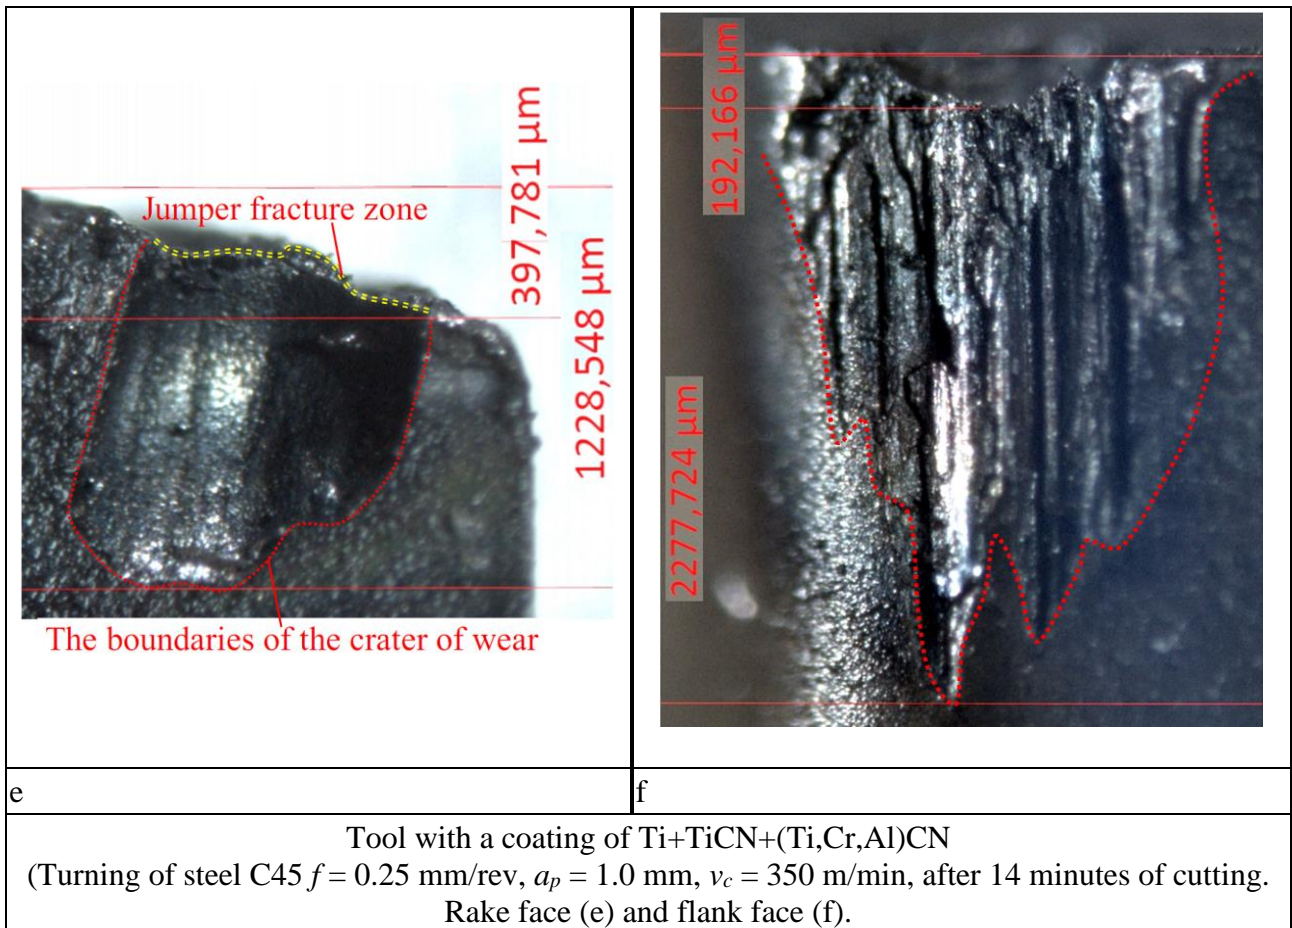 Jumper fracture zone
397,781 µm
1228,548 µm
The boundaries of the crater of wear
192,166 µm
2277,724 µm
e
f
Tool with a coating of Ti+TiCN+(Ti,Cr,Al)CN
(Turning of steel C45 f = 0.25 mm/rev, ap = 1.0 mm, vc = 350 m/min, after 14 minutes of cutting.
Rake face (e) and flank face (f).